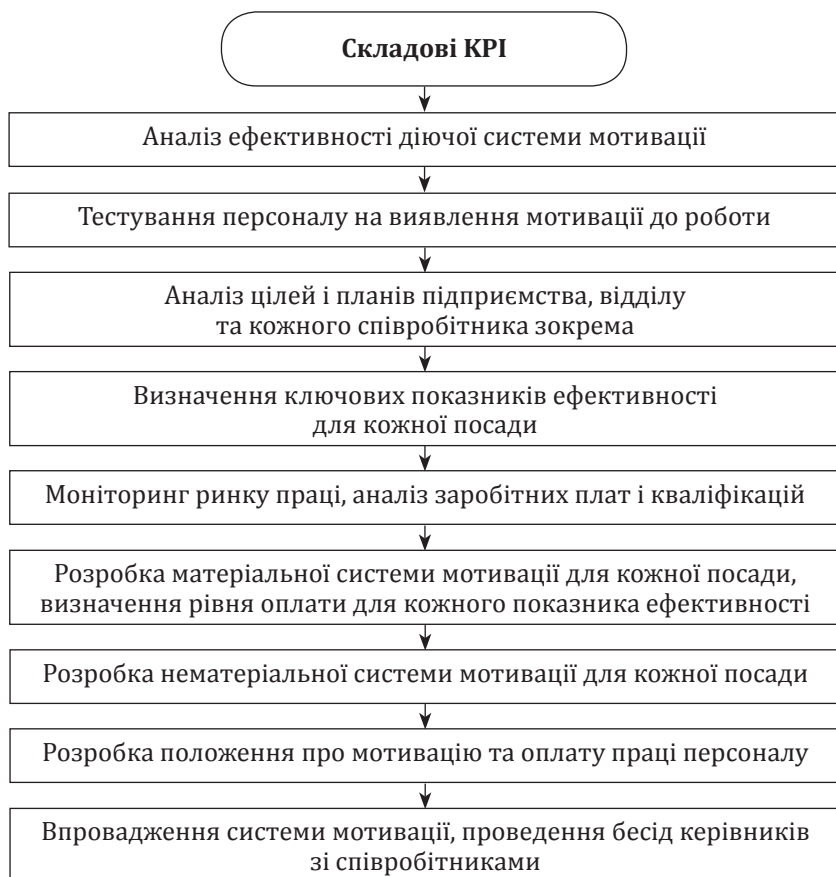 Складові KPI
Аналіз ефективності діючої системи мотивації
Тестування персоналу на виявлення мотивації до роботи
Аналіз цілей і планів підприємства, відділу
та кожного співробітника зокрема
Визначення ключових показників ефективності
для кожної посади
Моніторинг ринку праці, аналіз заробітних плат і кваліфікацій
Розробка матеріальної системи мотивації для кожної посади,
визначення рівня оплати для кожного показника ефективності
Розробка нематеріальної системи мотивації для кожної посади
Розробка положення про мотивацію та оплату праці персоналу
Впровадження системи мотивації, проведення бесід керівників
зі співробітниками